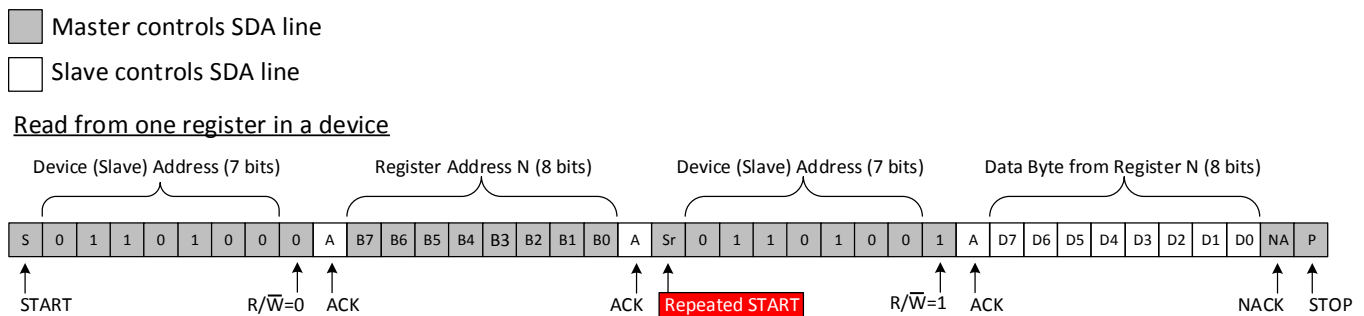 Master controls SDA line
Slave controls SDA line
Read from one register in a device
Device (Slave) Address (7 bits) Register Address N (8 bits) Device (Slave) Address (7 bits) Data Byte from Register N (8 bits)
S 0 1 1 0 1 0 0 0 A B7 B6 B5 B4 B3 B2 B1 B0 A Sr 0 1 1 0 1 0 0 1 A D7 D6 D5 D4 D3 D2 D1 D0 NA P
START R/W̅=0 ACK ACK Repeated START R/W̅=1 ACK NACK STOP